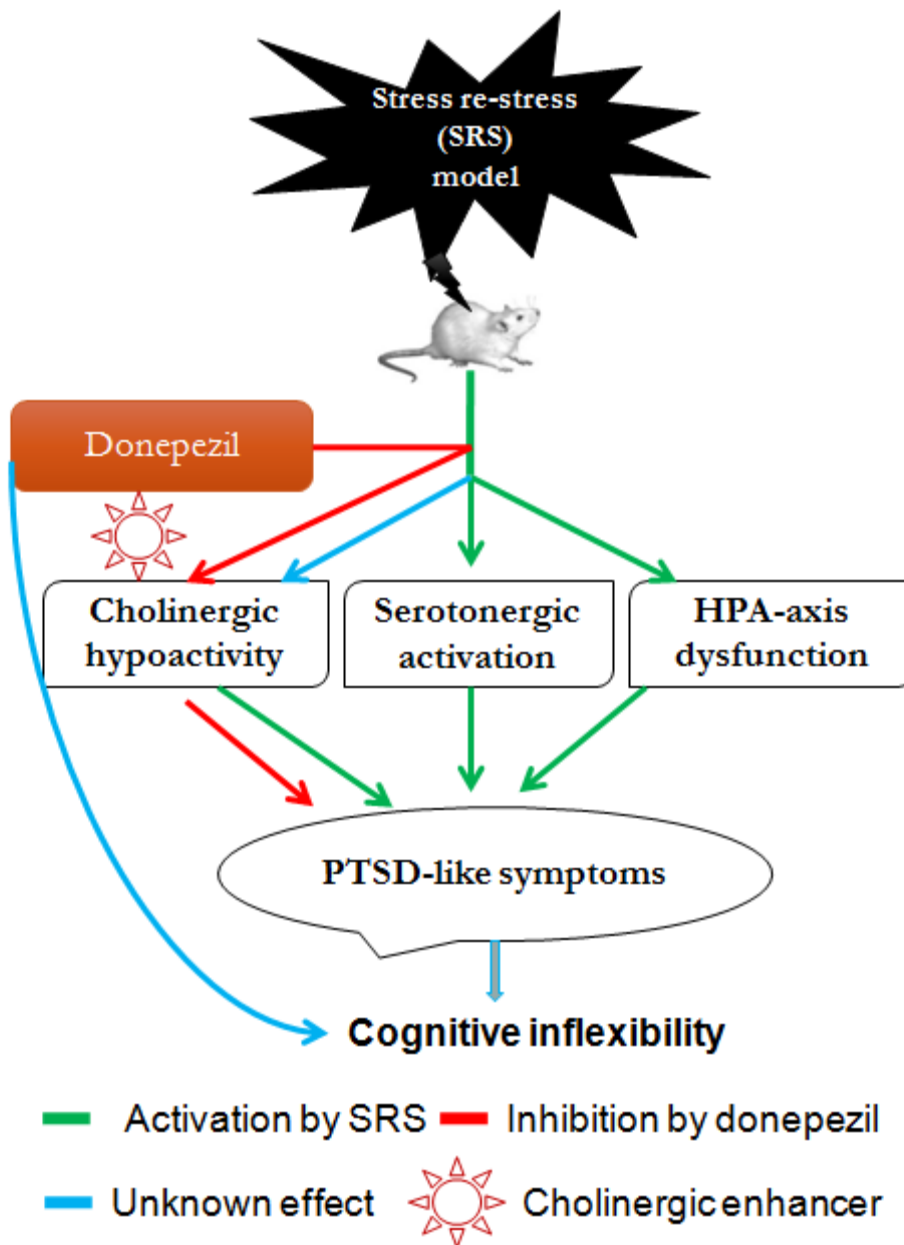 Stress re-stress
(SRS)
model
Donepezil
Cholinergic
hypoactivity
Serotonergic
activation
HPA-axis
dysfunction
PTSD-like symptoms
Cognitive inflexibility
Activation by SRS
Inhibition by donepezil
Unknown effect
Cholinergic enhancer